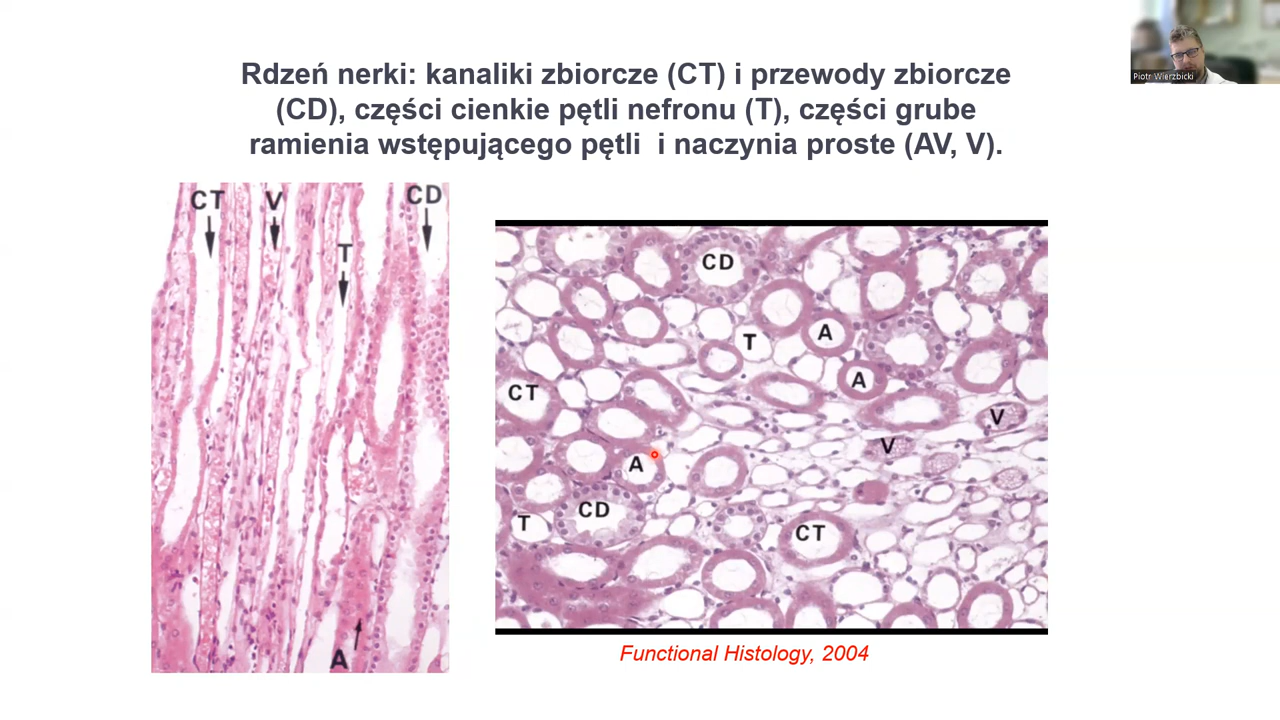 Piotr Wierzbicki
Rdzeń nerki: kanaliki zbiorcze (CT) i przewody zbiorcze
(CD), części cienkie pętli nefronu (T), części grube
ramienia wstępującego pętli i naczynia proste (AV, V).
CT
V
CD
T
A
CD
T
A
A
CT
V
V
A
CD
T
CT
Functional Histology, 2004